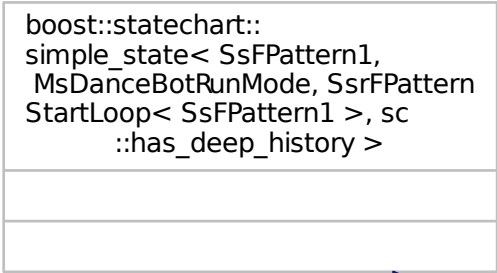 boost::statechart::
simple_state< SsFPattern1,
MsDanceBotRunMode, SsrFPattern
StartLoop< SsFPattern1 >, sc
::has_deep_history >